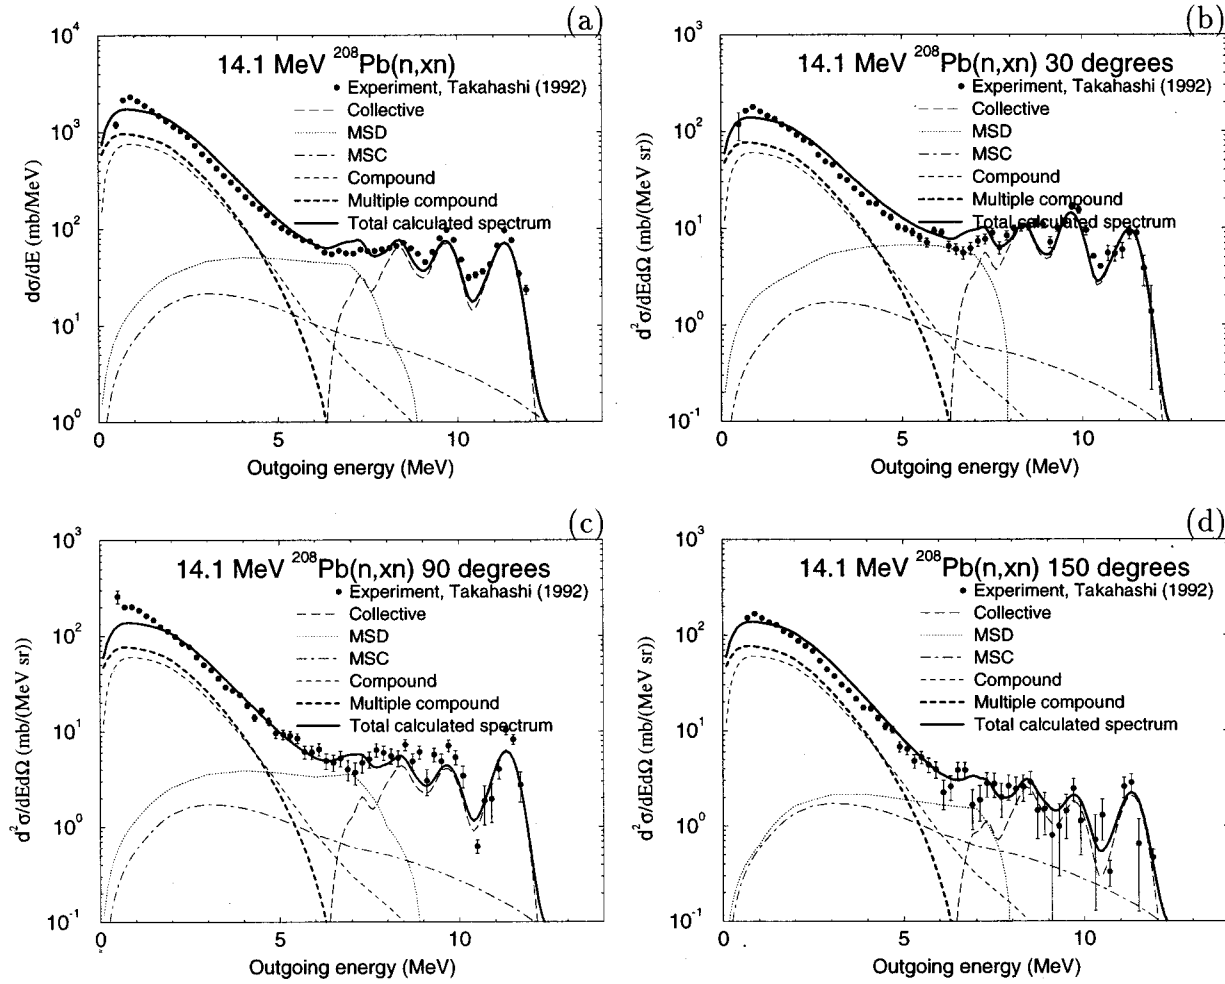 (a)
14.1 MeV 208Pb(n,xn)
Experiment, Takahashi (1992)
Collective
MSD
MSC
Compound
Multiple compound
Total calculated spectrum
10^4
10^3
10^2
10^1
10^0
dσ/dE (mb/MeV)
0
5
10
Outgoing energy (MeV)
(b)
14.1 MeV 208Pb(n,xn) 30 degrees
Experiment, Takahashi (1992)
Collective
MSD
MSC
Compound
Multiple compound
Total calculated spectrum
10^3
10^2
10^1
10^0
10^-1
d²σ/dEdΩ (mb/(MeV sr))
0
5
10
Outgoing energy (MeV)
(c)
14.1 MeV 208Pb(n,xn) 90 degrees
Experiment, Takahashi (1992)
Collective
MSD
MSC
Compound
Multiple compound
Total calculated spectrum
10^3
10^2
10^1
10^0
10^-1
d²σ/dEdΩ (mb/(MeV sr))
0
5
10
Outgoing energy (MeV)
(d)
14.1 MeV 208Pb(n,xn) 150 degrees
Experiment, Takahashi (1992)
Collective
MSD
MSC
Compound
Multiple compound
Total calculated spectrum
10^3
10^2
10^1
10^0
10^-1
d²σ/dEdΩ (mb/(MeV sr))
0
5
10
Outgoing energy (MeV)